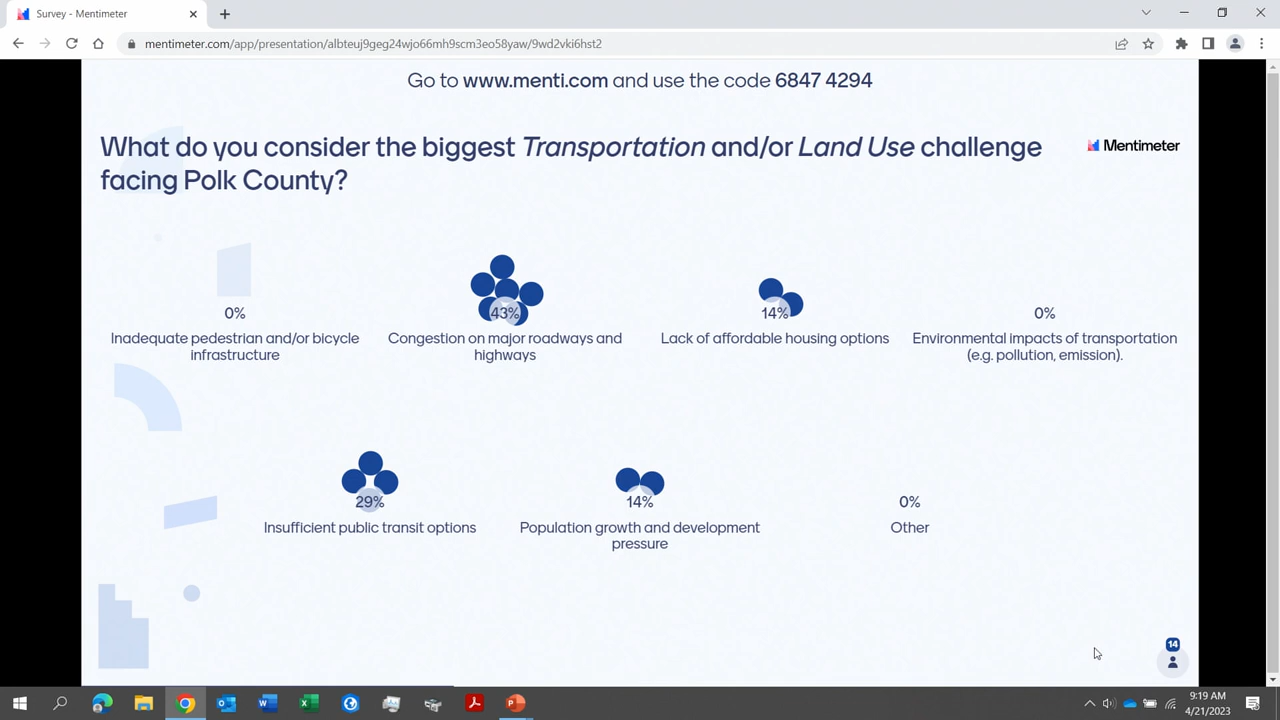 Survey - Mentimeter
mentimeter.com/app/presentation/albteuj9geg24wjo66mh9scm3eo58yaw/9wd2vki6hst2
Go to www.menti.com and use the code 6847 4294
What do you consider the biggest Transportation and/or Land Use challenge
facing Polk County?
Mentimeter
0%
Inadequate pedestrian and/or bicycle
infrastructure
43%
Congestion on major roadways and
highways
14%
Lack of affordable housing options
0%
Environmental impacts of transportation
(e.g. pollution, emission).
29%
Insufficient public transit options
14%
Population growth and development
pressure
0%
Other
14
9:19 AM
4/21/2023